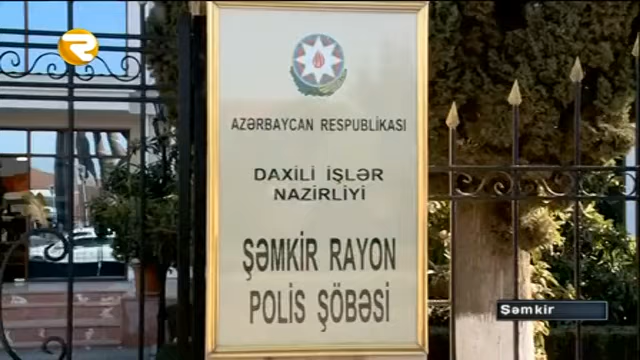 AZƏRBAYCAN RESPUBLİKASI
DAXİLİ İŞLƏR
NAZİRLİYİ
ŞƏMKİR RAYON
POLİS ŞÖBƏSİ
Şəmkir